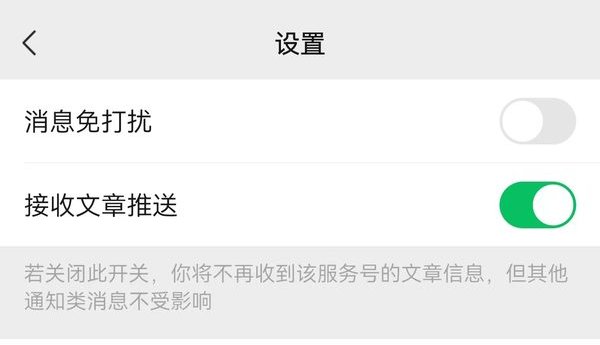 设置
消息免打扰
接收文章推送
若关闭此开关，你将不再收到该服务号的文章信息，但其他
通知类消息不受影响